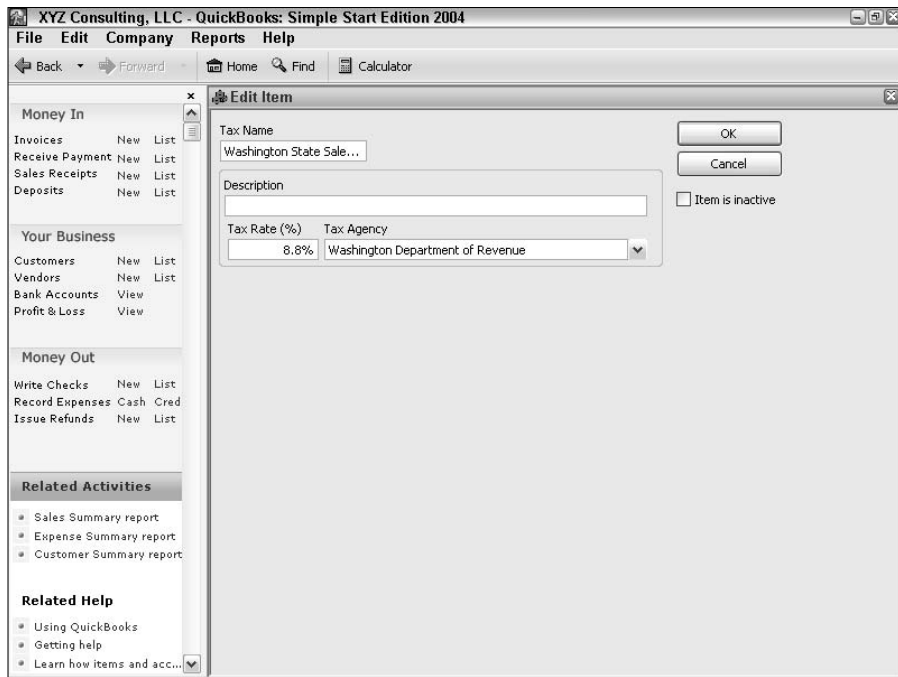 XYZ Consulting, LLC - QuickBooks: Simple Start Edition 2004
File Edit Company Reports Help
Back Forward Home Find Calculator
Money In
Invoices New List
Receive Payment New List
Sales Receipts New List
Deposits New List
Your Business
Customers New List
Vendors New List
Bank Accounts View
Profit & Loss View
Money Out
Write Checks New List
Record Expenses Cash Cred
Issue Refunds New List
Related Activities
Sales Summary report
Expense Summary report
Customer Summary report
Related Help
Using QuickBooks
Getting help
Learn how items and acc...
Edit Item
Tax Name
Washington State Sale...
Description
Tax Rate (%) Tax Agency
8.8% Washington Department of Revenue
OK
Cancel
Item is inactive